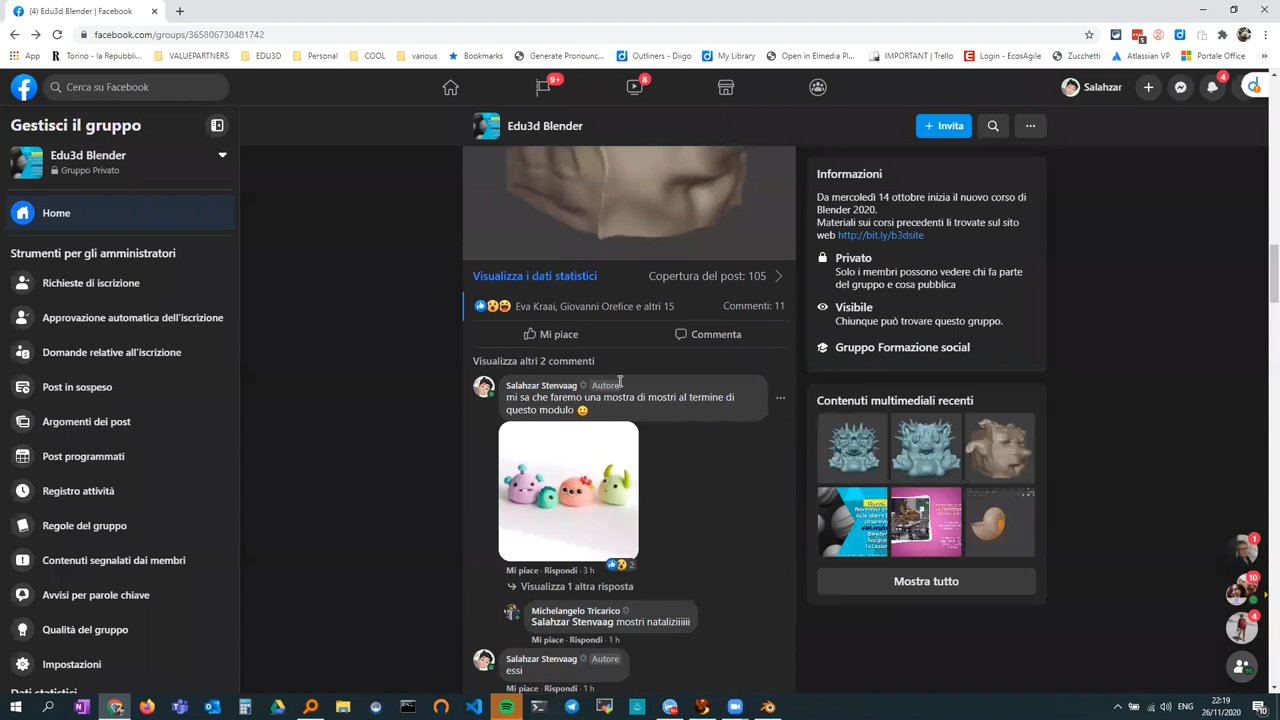 (4) Edu3d Blender | Facebook
facebook.com/groups/365806730481742
5
App
Torino - la Repubbli...
VALUEPARTNERS
EDU3D
Personal
COOL
various
Bookmarks
Generate Pronounc...
Outliners - Diigo
My Library
Open in Elmedia Pl...
IMPORTANT | Trello
Login - EcosAgile
Zucchetti
Atlassian VP
Portale Office
Cerca su Facebook
9+
8
Salahzar
4
Gestisci il gruppo
Edu3d Blender
Gruppo Privato
Home
Strumenti per gli amministratori
Richieste di iscrizione
Approvazione automatica dell'iscrizione
Domande relative all'iscrizione
Post in sospeso
Argomenti dei post
Post programmati
Registro attività
Regole del gruppo
Contenuti segnalati dai membri
Avvisi per parole chiave
Qualità del gruppo
Impostazioni
Dati statistici
Edu3d Blender
+ Invita
Visualizza i dati statistici
Copertura del post: 105
Eva Kraai, Giovanni Orefice e altri 15
Commenti: 11
Mi piace
Commenta
Visualizza altri 2 commenti
Salahzar Stenvaag Autore
mi sa che faremo una mostra di mostri al termine di
questo modulo
2
Mi piace · Rispondi · 3 h
Visualizza 1 altra risposta
Michelangelo Tricarico
Salahzar Stenvaag mostri nataliziiiiii
Mi piace · Rispondi · 1 h
Salahzar Stenvaag Autore
essi
Mi piace · Rispondi · 1 h
Informazioni
Da mercoledì 14 ottobre inizia il nuovo corso di
Blender 2020.
Materiali sui corsi precedenti li trovate sul sito
web http://bit.ly/b3dsite
Privato
Solo i membri possono vedere chi fa parte
del gruppo e cosa pubblica
Visibile
Chiunque può trovare questo gruppo.
Gruppo Formazione social
Contenuti multimediali recenti
Mostra tutto
1
10
4
22:19
26/11/2020